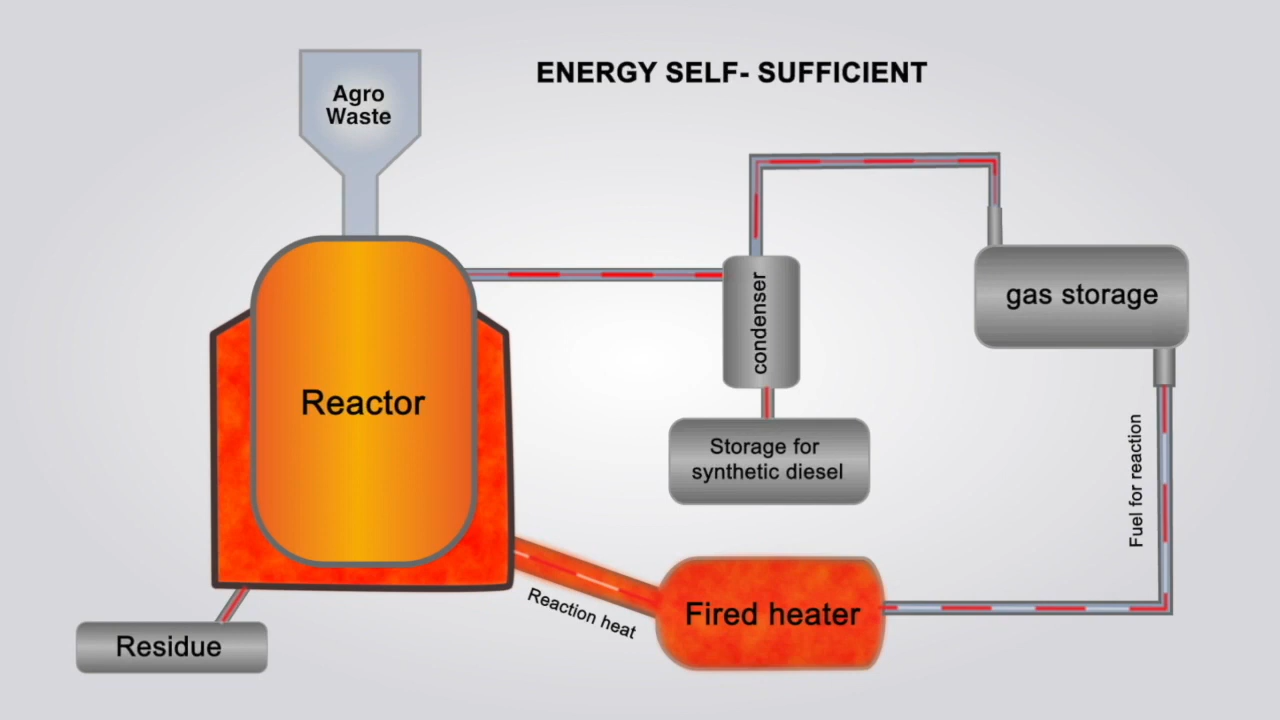 ENERGY SELF- SUFFICIENT
Agro
Waste
condenser
gas storage
Reactor
Storage for
synthetic diesel
Fuel for reaction
Reaction heat
Fired heater
Residue